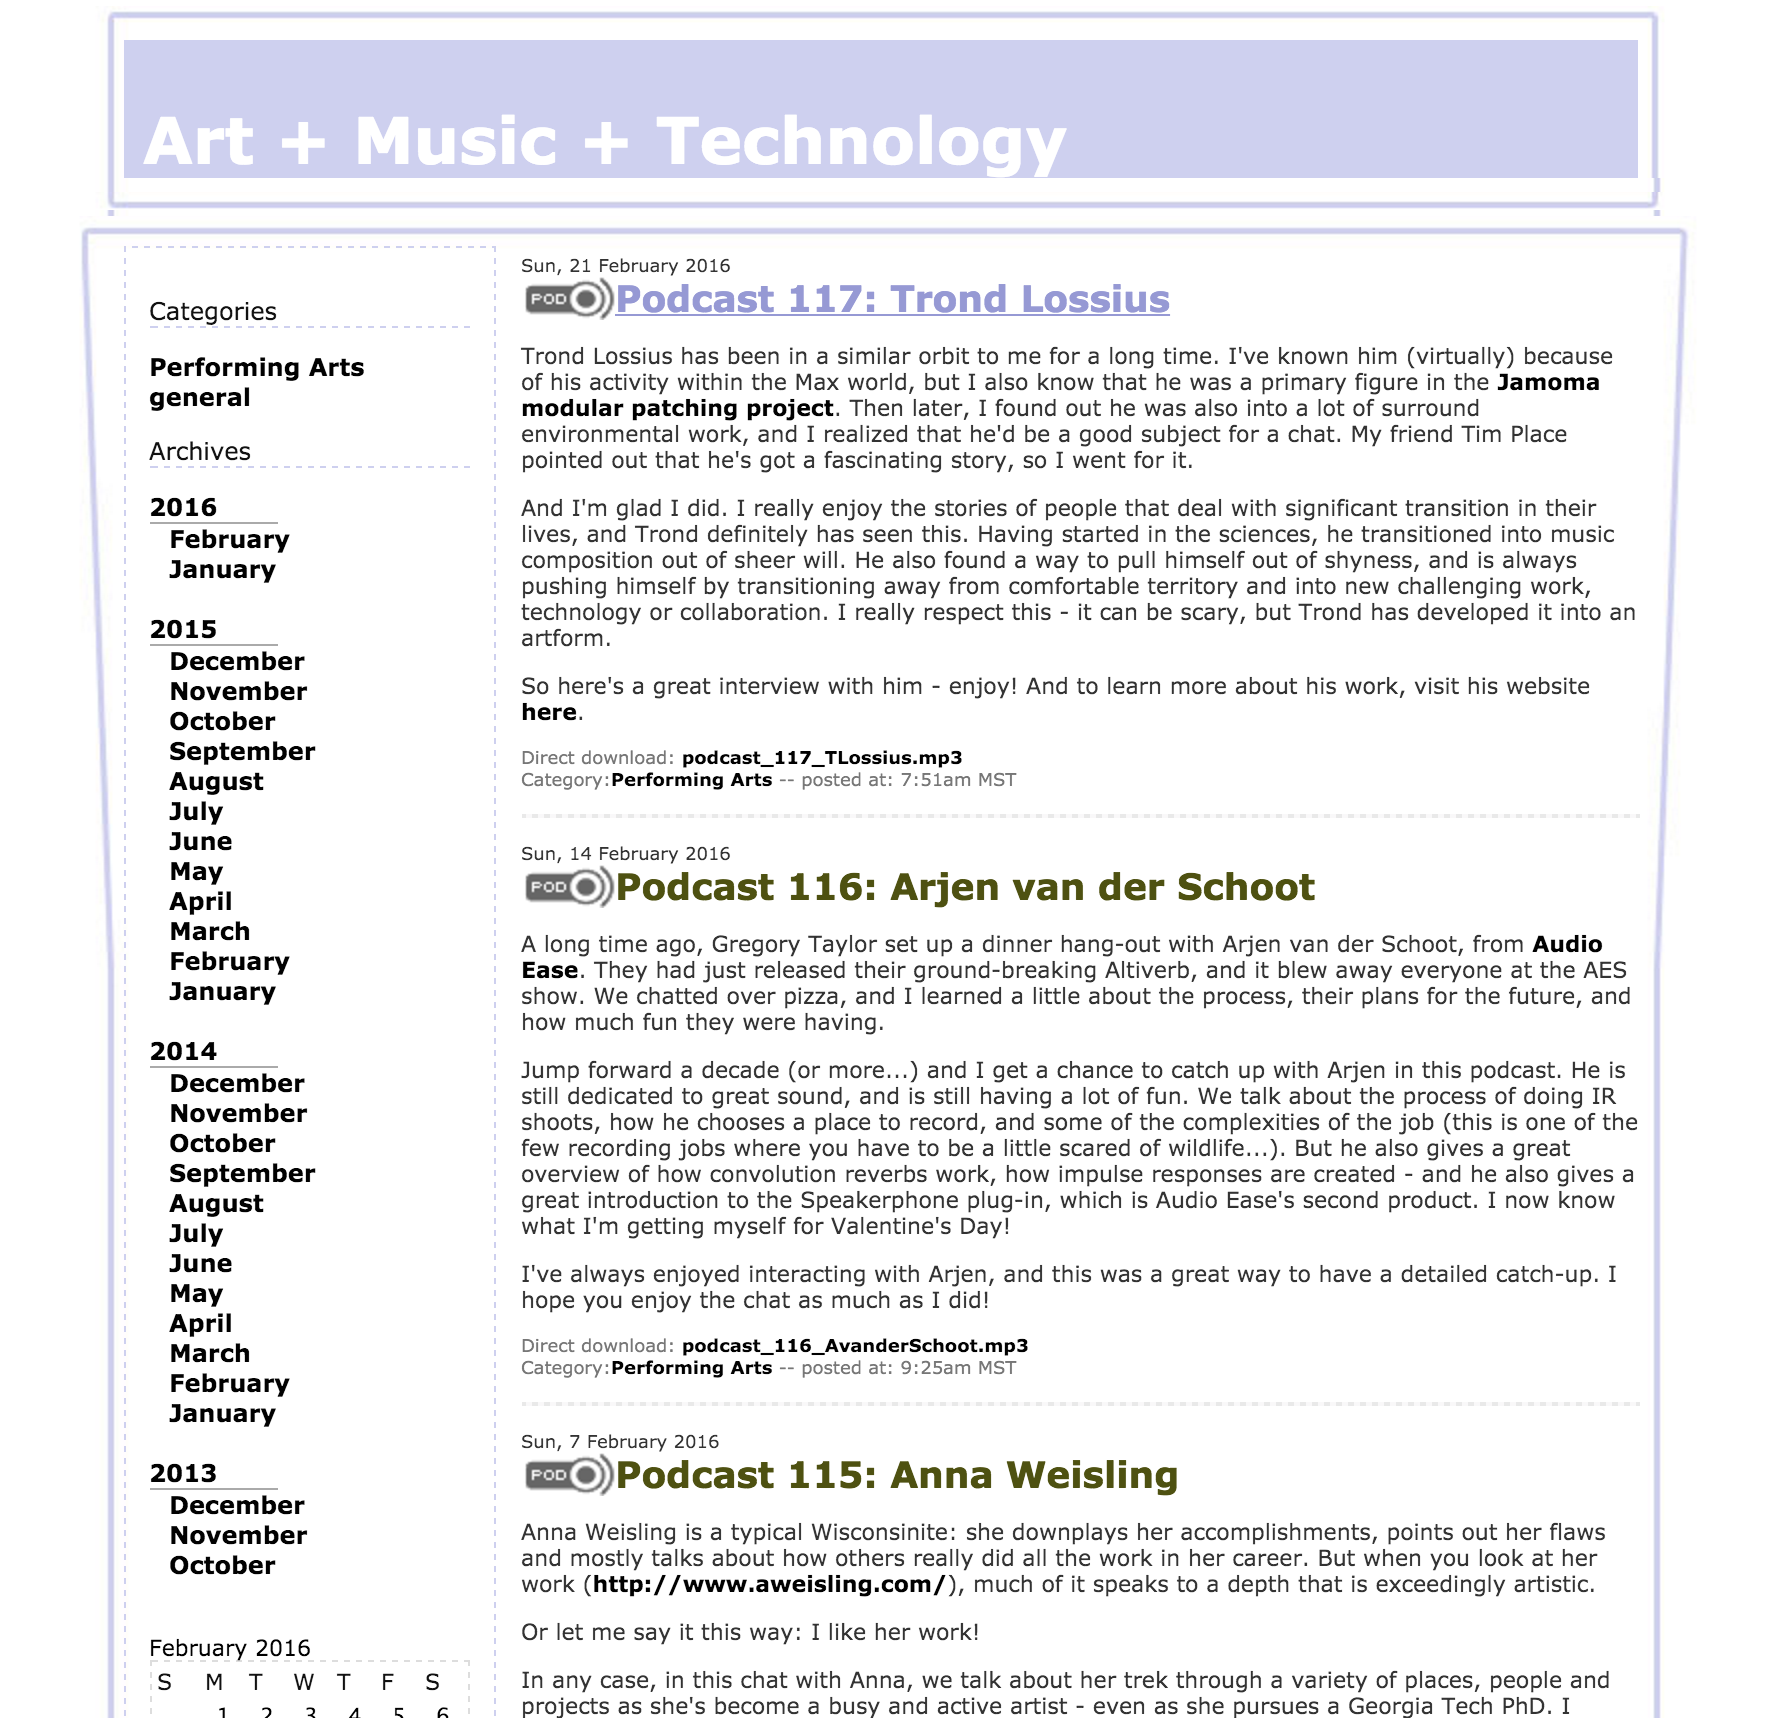 Art + Music + Technology
Categories
Performing Arts
general
Archives
2016
February
January
2015
December
November
October
September
August
July
June
May
April
March
February
January
2014
December
November
October
September
August
July
June
May
April
March
February
January
2013
December
November
October
February 2016
S M T W T F S
1 2 3 4 5 6
Sun, 21 February 2016
POD Podcast 117: Trond Lossius
Trond Lossius has been in a similar orbit to me for a long time. I've known him (virtually) because
of his activity within the Max world, but I also know that he was a primary figure in the Jamoma
modular patching project. Then later, I found out he was also into a lot of surround
environmental work, and I realized that he'd be a good subject for a chat. My friend Tim Place
pointed out that he's got a fascinating story, so I went for it.
And I'm glad I did. I really enjoy the stories of people that deal with significant transition in their
lives, and Trond definitely has seen this. Having started in the sciences, he transitioned into music
composition out of sheer will. He also found a way to pull himself out of shyness, and is always
pushing himself by transitioning away from comfortable territory and into new challenging work,
technology or collaboration. I really respect this - it can be scary, but Trond has developed it into an
artform.
So here's a great interview with him - enjoy! And to learn more about his work, visit his website
here.
Direct download: podcast_117_TLossius.mp3
Category:Performing Arts -- posted at: 7:51am MST
Sun, 14 February 2016
POD Podcast 116: Arjen van der Schoot
A long time ago, Gregory Taylor set up a dinner hang-out with Arjen van der Schoot, from Audio
Ease. They had just released their ground-breaking Altiverb, and it blew away everyone at the AES
show. We chatted over pizza, and I learned a little about the process, their plans for the future, and
how much fun they were having.
Jump forward a decade (or more...) and I get a chance to catch up with Arjen in this podcast. He is
still dedicated to great sound, and is still having a lot of fun. We talk about the process of doing IR
shoots, how he chooses a place to record, and some of the complexities of the job (this is one of the
few recording jobs where you have to be a little scared of wildlife...). But he also gives a great
overview of how convolution reverbs work, how impulse responses are created - and he also gives a
great introduction to the Speakerphone plug-in, which is Audio Ease's second product. I now know
what I'm getting myself for Valentine's Day!
I've always enjoyed interacting with Arjen, and this was a great way to have a detailed catch-up. I
hope you enjoy the chat as much as I did!
Direct download: podcast_116_AvanderSchoot.mp3
Category:Performing Arts -- posted at: 9:25am MST
Sun, 7 February 2016
POD Podcast 115: Anna Weisling
Anna Weisling is a typical Wisconsinite: she downplays her accomplishments, points out her flaws
and mostly talks about how others really did all the work in her career. But when you look at her
work (http://www.aweisling.com/), much of it speaks to a depth that is exceedingly artistic.
Or let me say it this way: I like her work!
In any case, in this chat with Anna, we talk about her trek through a variety of places, people and
projects as she's become a busy and active artist - even as she pursues a Georgia Tech PhD. I